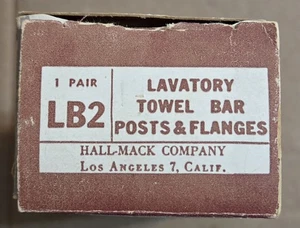 1 PAIR
LB2
LAVATORY
TOWEL BAR
POSTS & FLANGES
HALL-MACK COMPANY
LOS ANGELES 7, CALIF.